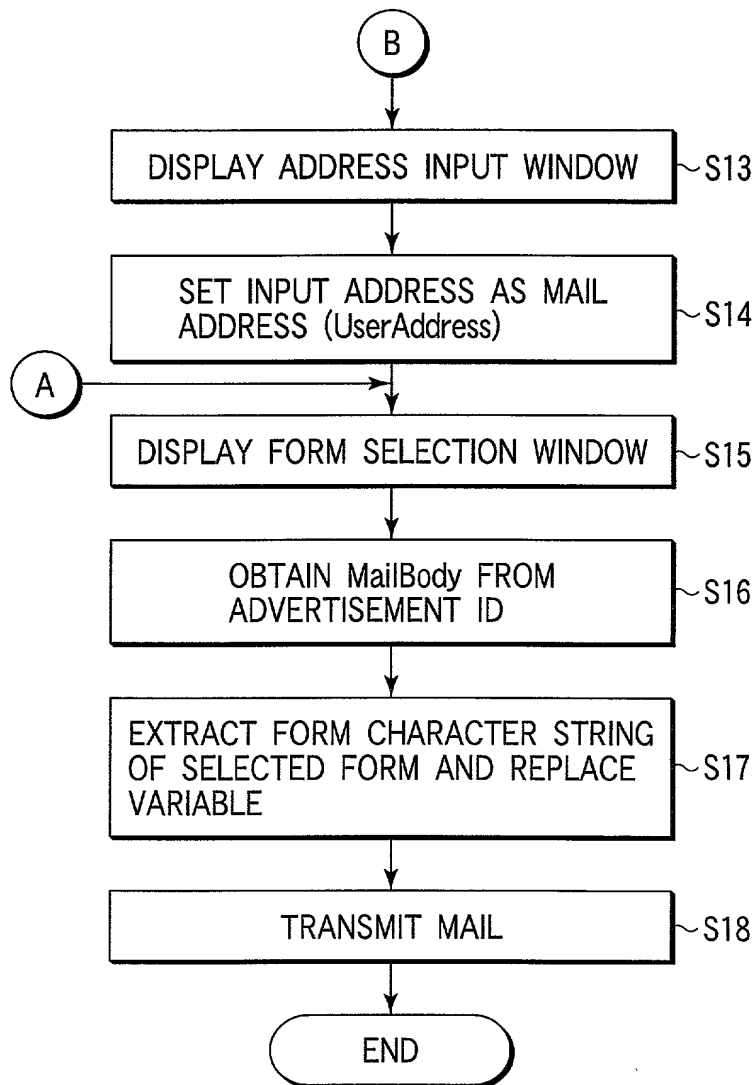 B
DISPLAY ADDRESS INPUT WINDOW
S13
SET INPUT ADDRESS AS MAIL
ADDRESS (UserAddress)
S14
A
DISPLAY FORM SELECTION WINDOW
S15
OBTAIN MailBody FROM
ADVERTISEMENT ID
S16
EXTRACT FORM CHARACTER STRING
OF SELECTED FORM AND REPLACE
VARIABLE
S17
TRANSMIT MAIL
S18
END